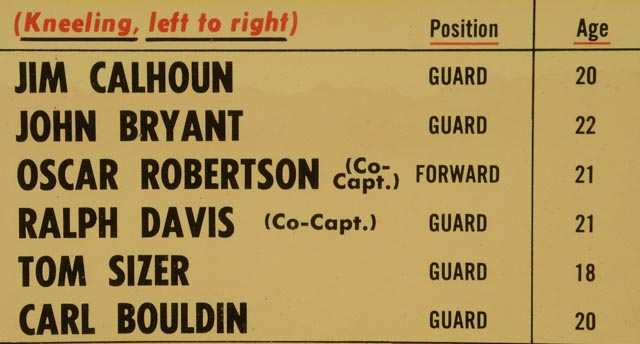 (Kneeling, left to right) Position Age
JIM CALHOUN GUARD 20
JOHN BRYANT GUARD 22
OSCAR ROBERTSON (Co-Capt.) FORWARD 21
RALPH DAVIS (Co-Capt.) GUARD 21
TOM SIZER GUARD 18
CARL BOULDIN GUARD 20